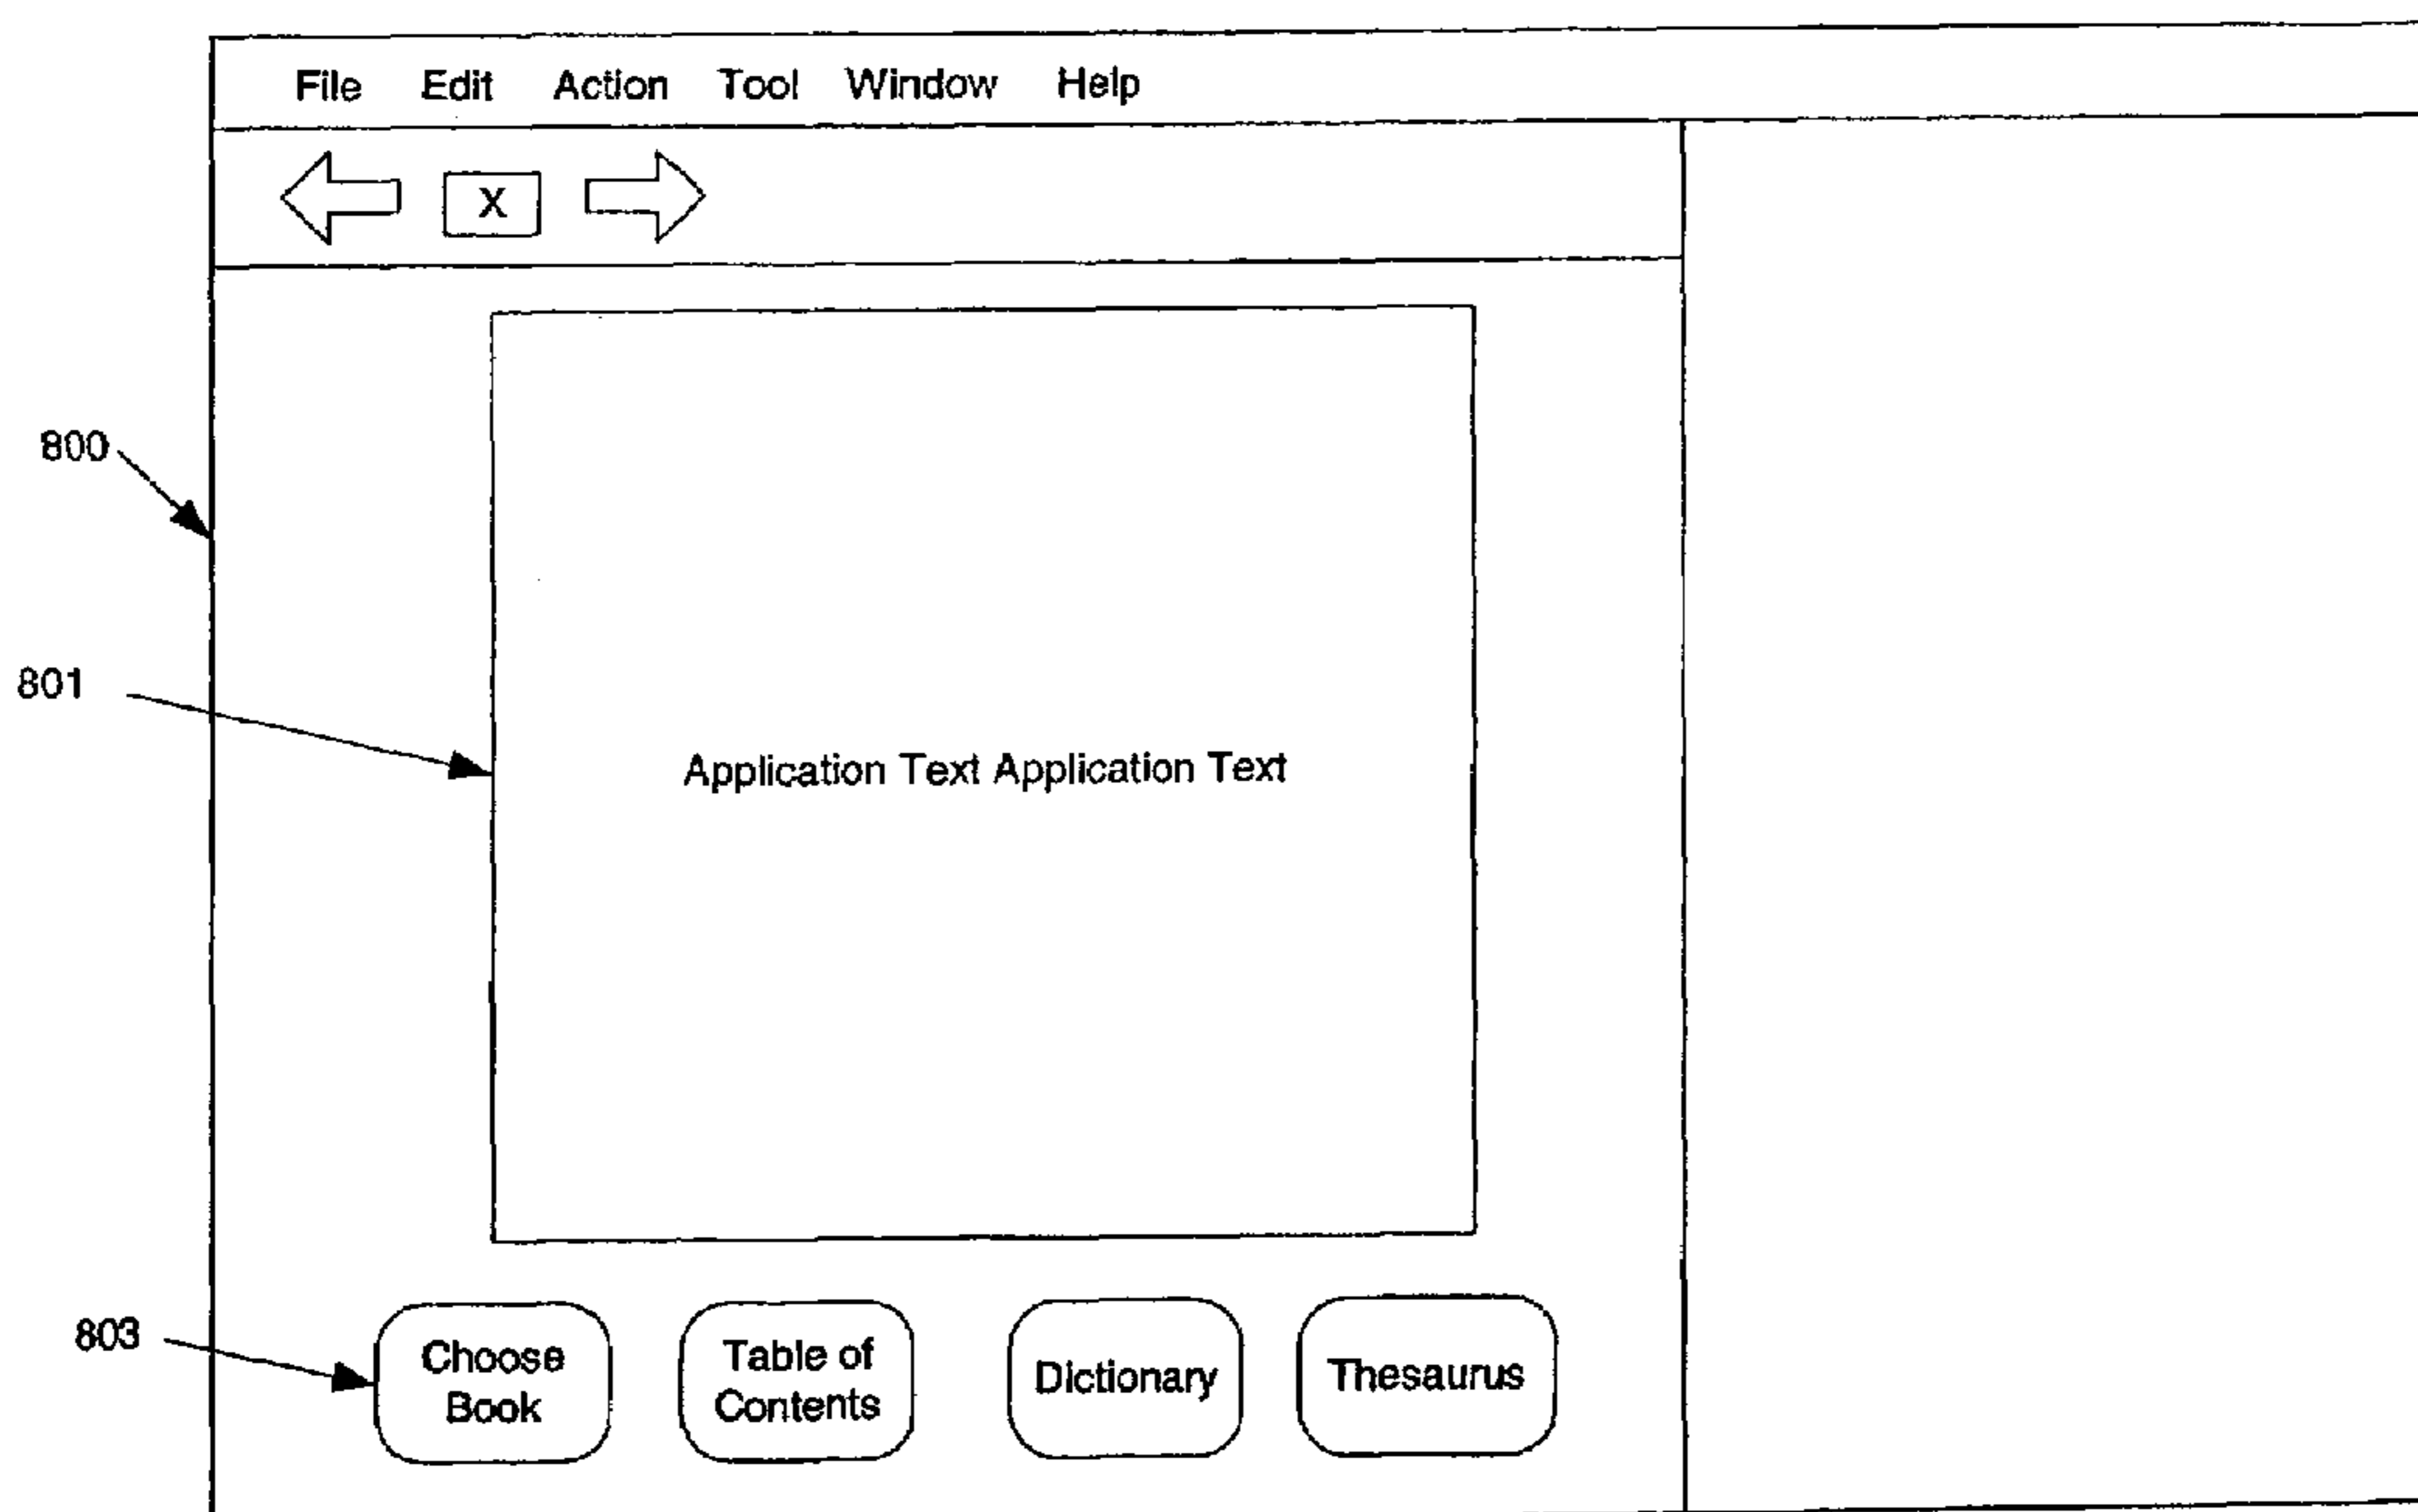 File Edit Action Tool Window Help
X
800
801
Application Text Application Text
803
Choose
Book
Table of
Contents
Dictionary
Thesaurus